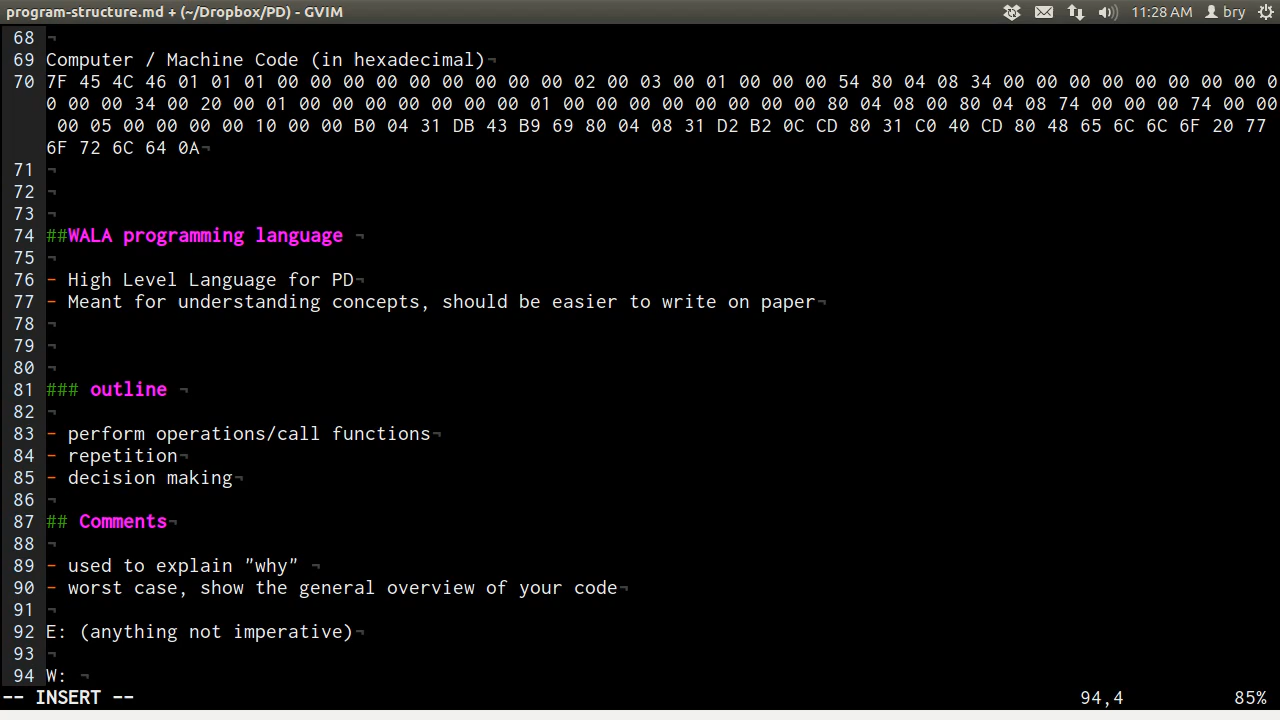 program-structure.md + (~/Dropbox/PD) - GVIM 11:28 AM bry
68 ¬
69 Computer / Machine Code (in hexadecimal)¬
70 7F 45 4C 46 01 01 01 00 00 00 00 00 00 00 00 00 02 00 03 00 01 00 00 00 54 80 04 08 34 00 00 00 00 00 00 00 0
0 00 00 34 00 20 00 01 00 00 00 00 00 00 00 01 00 00 00 00 00 00 00 80 04 08 00 80 04 08 74 00 00 00 74 00 00
00 05 00 00 00 00 10 00 00 B0 04 31 DB 43 B9 69 80 04 08 31 D2 B2 0C CD 80 31 C0 40 CD 80 48 65 6C 6C 6F 20 77
6F 72 6C 64 0A¬
71 ¬
72 ¬
73 ¬
74 ##WALA programming language ¬
75 ¬
76 - High Level Language for PD¬
77 - Meant for understanding concepts, should be easier to write on paper¬
78 ¬
79 ¬
80 ¬
81 ### outline ¬
82 ¬
83 - perform operations/call functions¬
84 - repetition¬
85 - decision making¬
86 ¬
87 ## Comments¬
88 ¬
89 - used to explain "why" ¬
90 - worst case, show the general overview of your code¬
91 ¬
92 E: (anything not imperative)¬
93 ¬
94 W: ¬
-- INSERT -- 94,4 85%